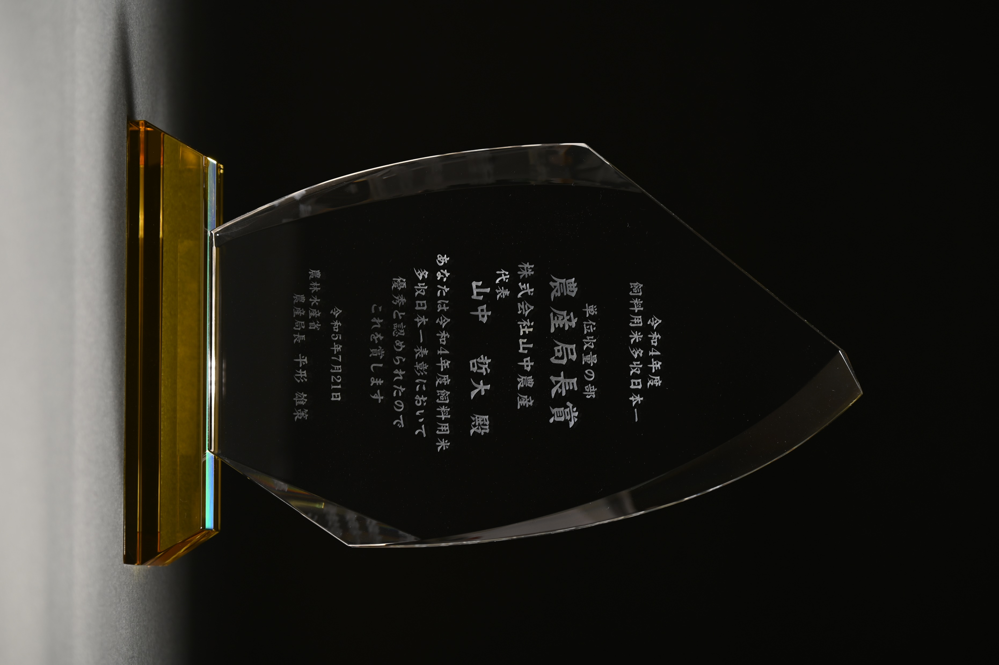 令和4年度
飼料用米多収日本一
単位収量の部
農産局長賞
株式会社山中農産
代表
山中 哲大 殿
あなたは令和4年度飼料用米
多収日本一表彰において
優秀と認められたので
これを賞します
令和5年7月21日
農林水産省
農産局長 平形 雄策